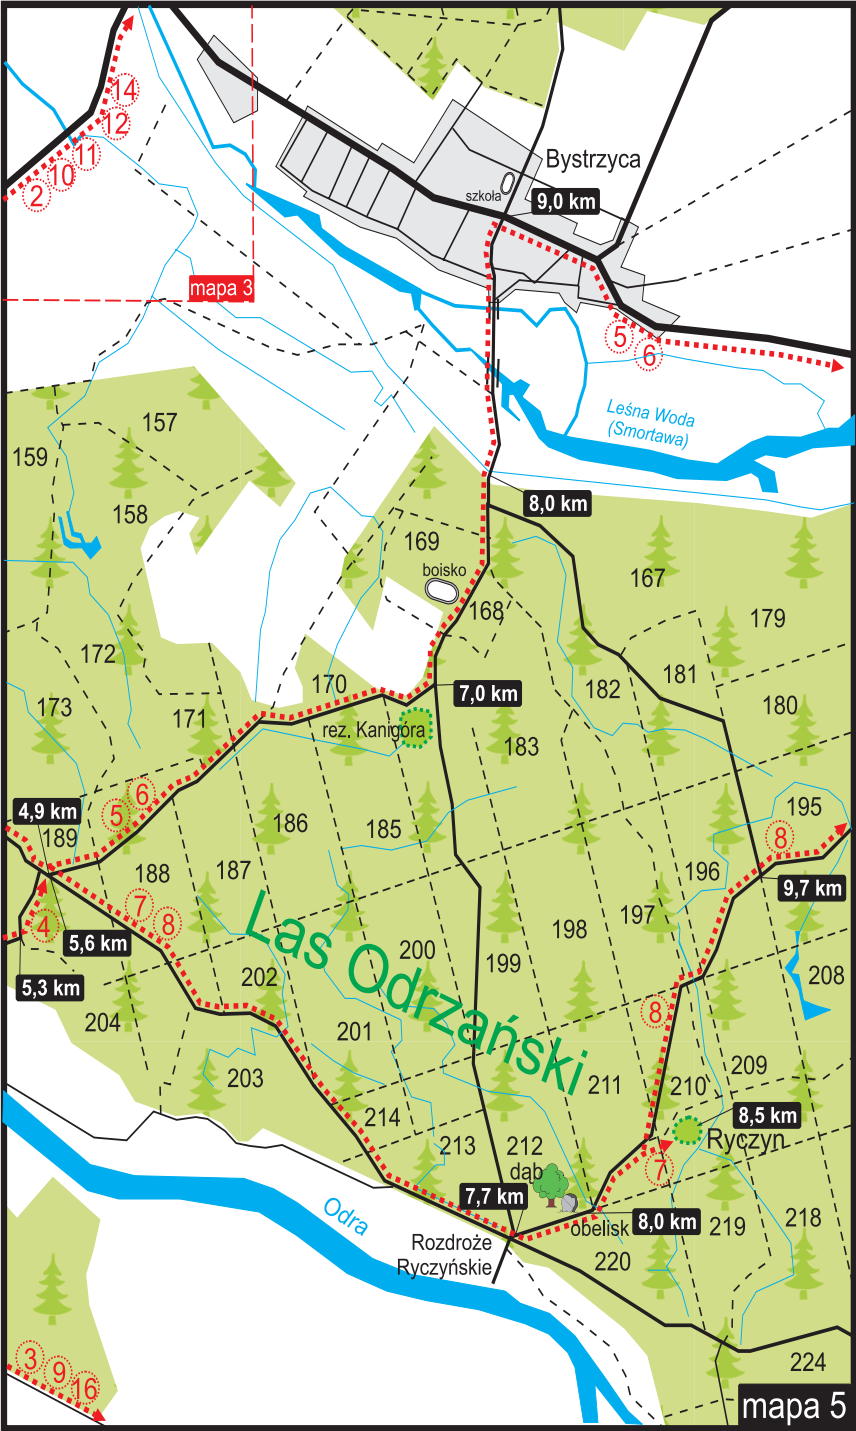 14
12
11
10
2
Bystrzyca
szkoła
9,0 km
mapa 3
5
6
Leśna Woda
(Smortawa)
157
159
158
8,0 km
169
boisko
167
168
179
172
181
170
182
173
7,0 km
171
180
rez. Kanigóra
183
6
5
4,9 km
195
189
186
185
8
188
187
196
9,7 km
7
8
4
197
198
5,6 km
200
199
5,3 km
202
208
Las Odrzański
8
204
201
203
209
211
210
214
8,5 km
Ryczyn
213
212
dąb
7
7,7 km
Odra
obelisk
8,0 km
219
218
Rozdroże
Ryczyńskie
220
3
9
16
224
mapa 5